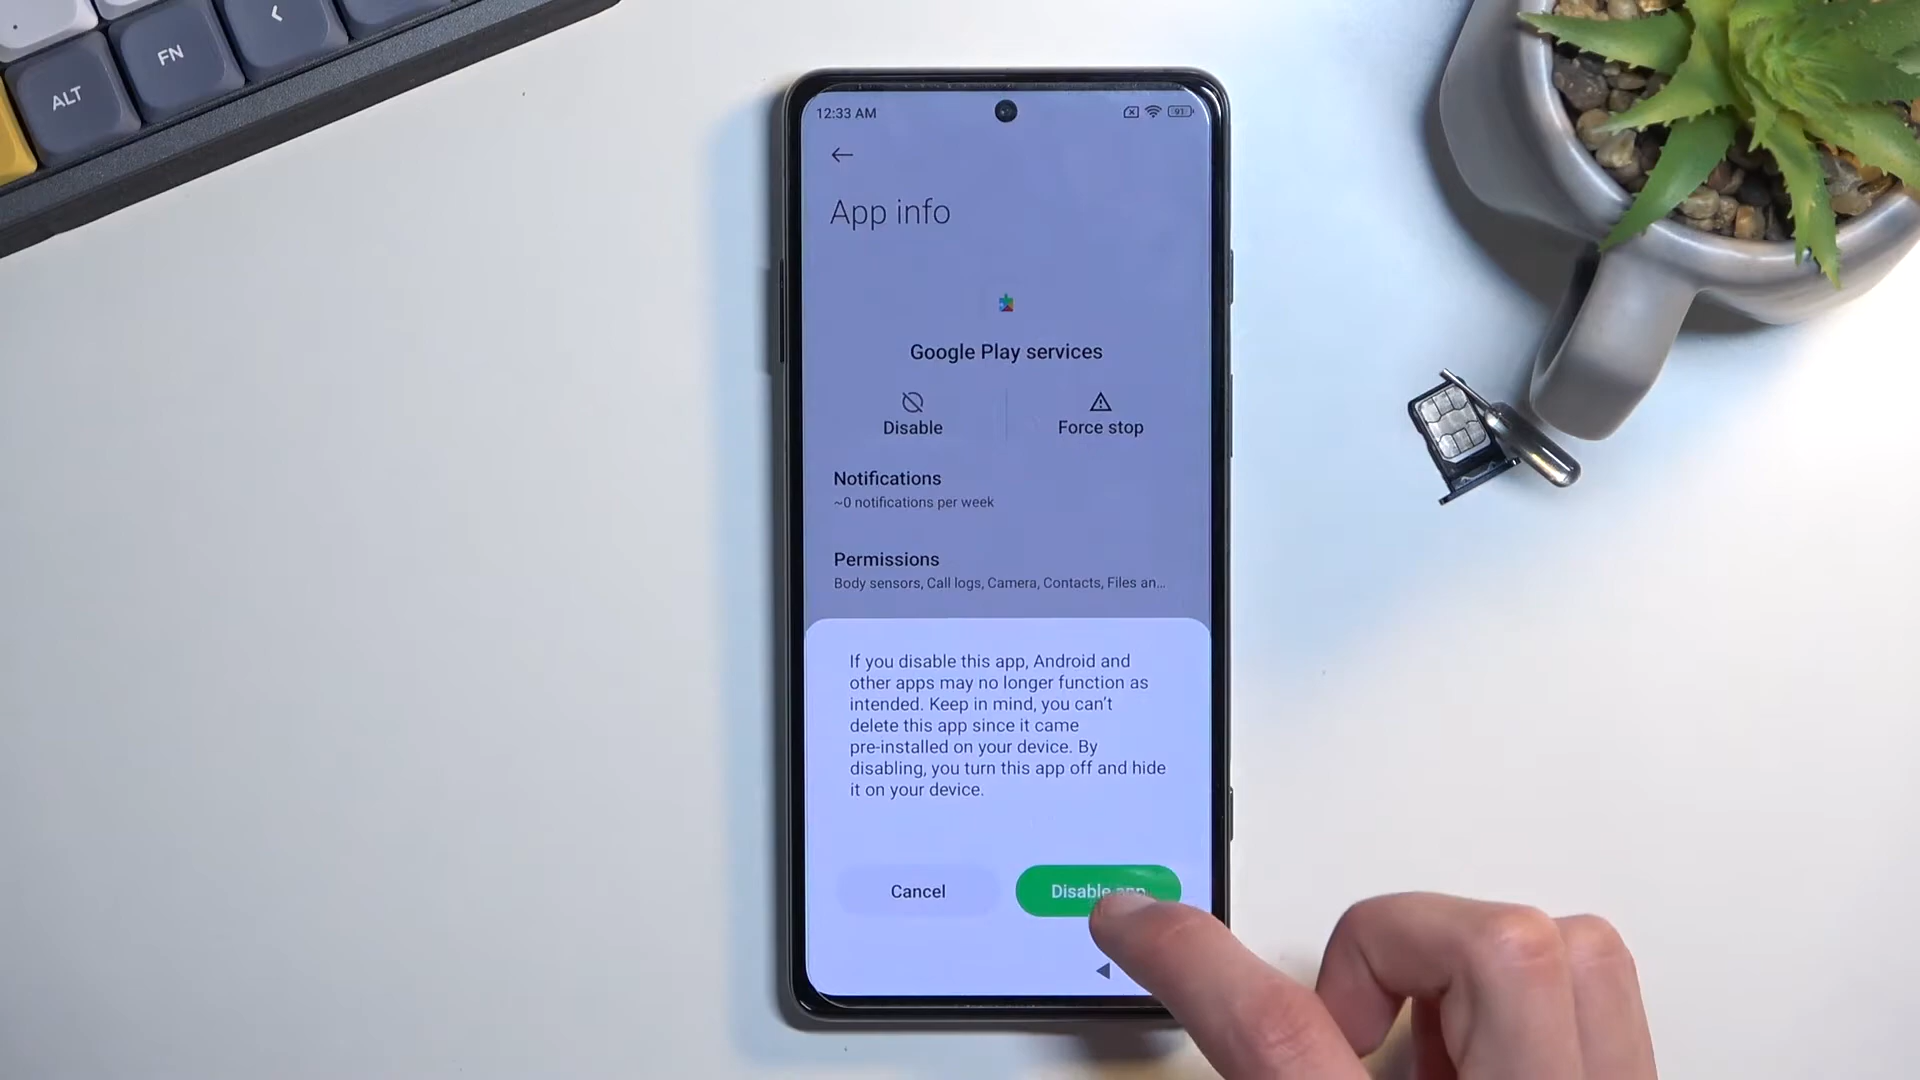 ALT
FN
<
12:33 AM
91
App info
Google Play services
Disable
Force stop
Notifications
~0 notifications per week
Permissions
Body sensors, Call logs, Camera, Contacts, Files an...
If you disable this app, Android and
other apps may no longer function as
intended. Keep in mind, you can't
delete this app since it came
pre-installed on your device. By
disabling, you turn this app off and hide
it on your device.
Cancel
Disable app